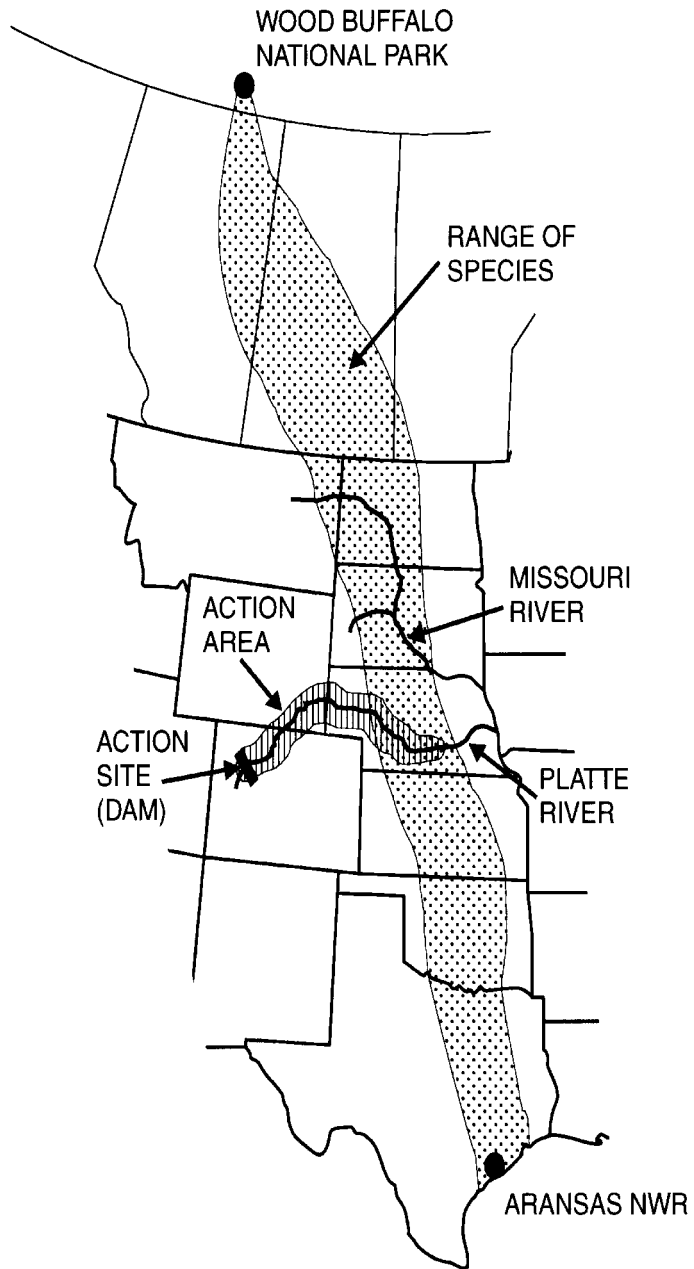 WOOD BUFFALO
NATIONAL PARK
RANGE OF
SPECIES
MISSOURI
RIVER
ACTION
AREA
ACTION
SITE
(DAM)
PLATTE
RIVER
ARANSAS NWR